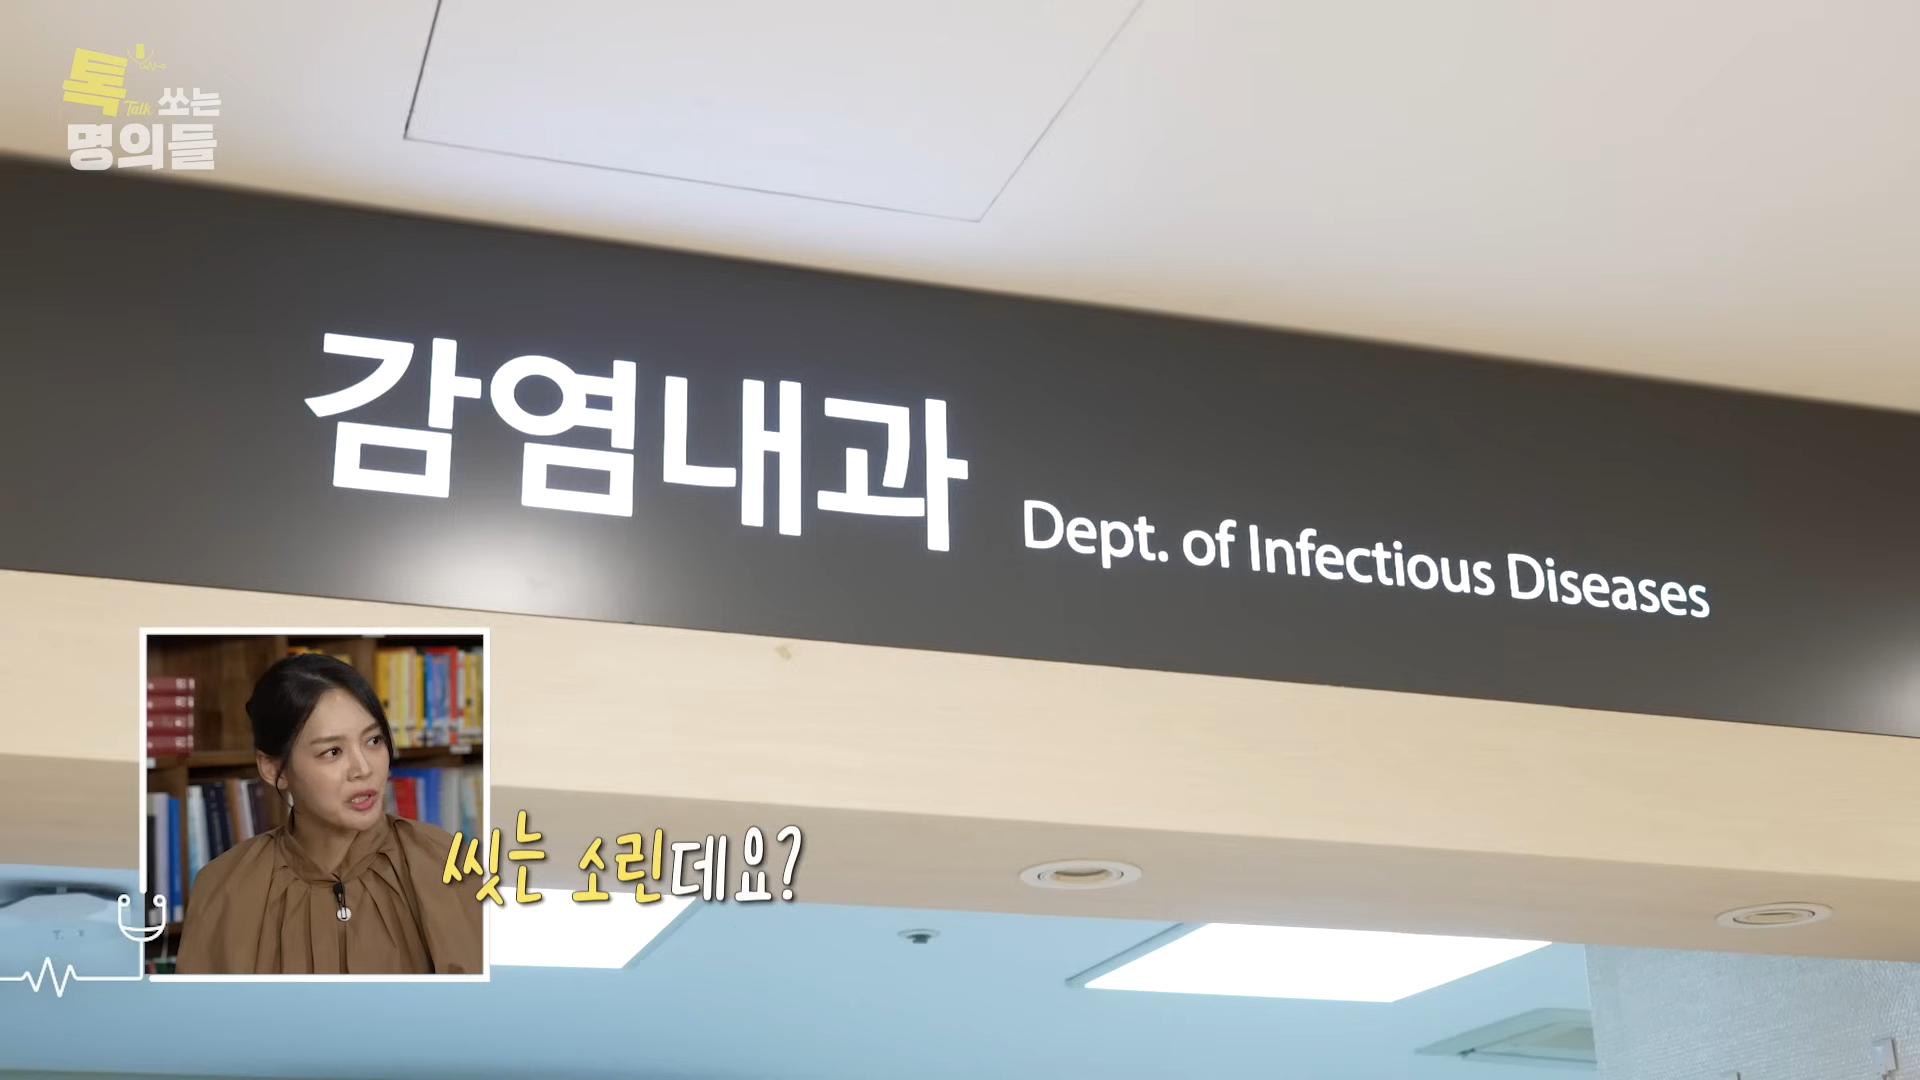 톡 Talk 쏘는
명의들
감염내과 Dept. of Infectious Diseases
씻는 소린데요?